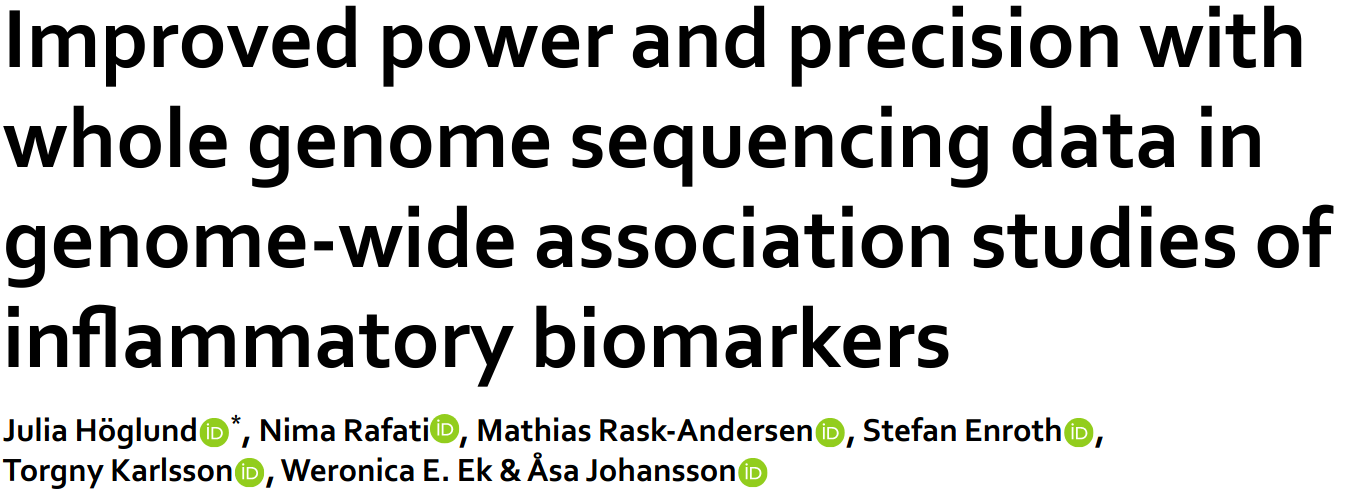 Improved power and precision with
whole genome sequencing data in
genome-wide association studies of
inflammatory biomarkers
Julia Höglund iD*, Nima Rafati iD, Mathias Rask-Andersen iD, Stefan Enroth iD,
Torgny Karlsson iD, Weronica E. Ek & Åsa Johansson iD